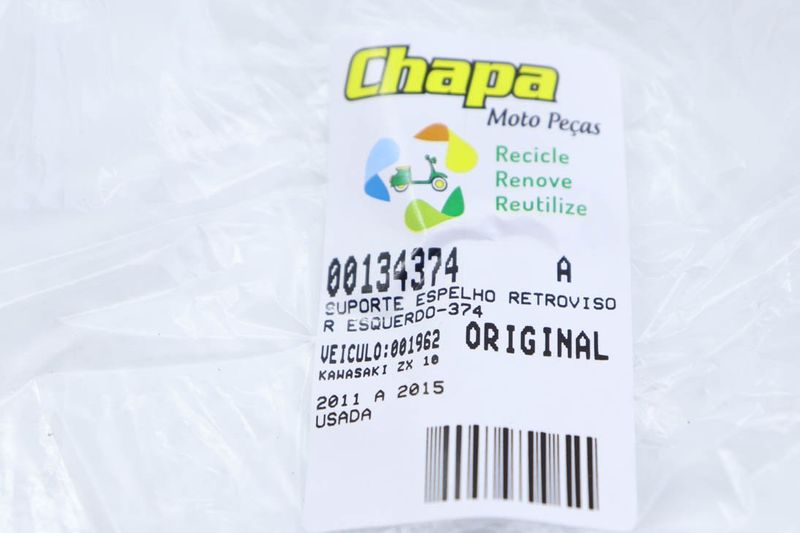 Chapa
Moto Peças
Recicle
Renove
Reutilize
00134374 A
SUPORTE ESPELHO RETROVISO
R ESQUERDO-374
VEICULO:001962 ORIGINAL
KAWASAKI ZX 10
2011 A 2015
USADA